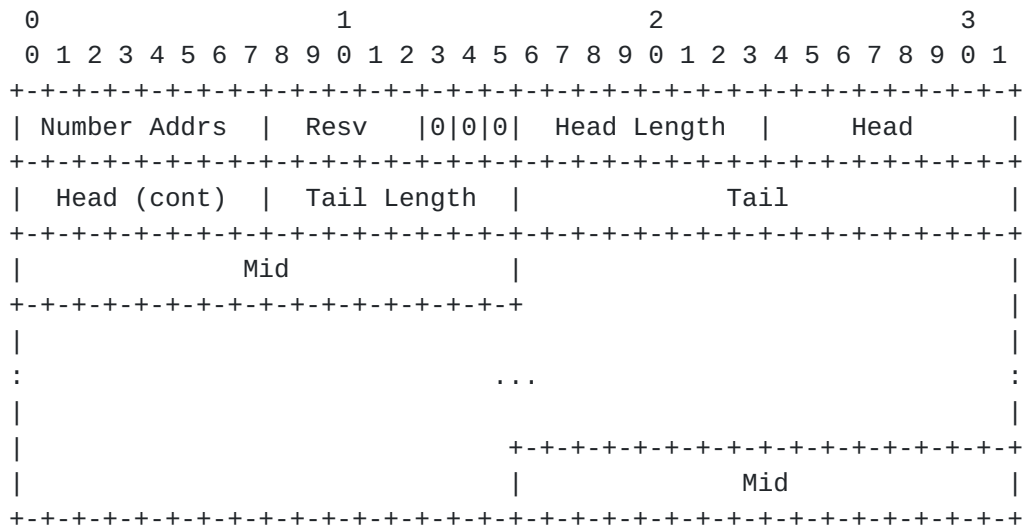 0                   1                   2                   3
 0 1 2 3 4 5 6 7 8 9 0 1 2 3 4 5 6 7 8 9 0 1 2 3 4 5 6 7 8 9 0 1
+-+-+-+-+-+-+-+-+-+-+-+-+-+-+-+-+-+-+-+-+-+-+-+-+-+-+-+-+-+-+-+-+
| Number Addrs  |  Resv   |0|0|0|  Head Length  |     Head      |
+-+-+-+-+-+-+-+-+-+-+-+-+-+-+-+-+-+-+-+-+-+-+-+-+-+-+-+-+-+-+-+-+
|  Head (cont)  |  Tail Length  |             Tail              |
+-+-+-+-+-+-+-+-+-+-+-+-+-+-+-+-+-+-+-+-+-+-+-+-+-+-+-+-+-+-+-+-+
|              Mid              |                               |
+-+-+-+-+-+-+-+-+-+-+-+-+-+-+-+-+                               |
|                                                               |
:                              ...                              :
|                                                               |
|                               +-+-+-+-+-+-+-+-+-+-+-+-+-+-+-+-+
|                               |              Mid              |
+-+-+-+-+-+-+-+-+-+-+-+-+-+-+-+-+-+-+-+-+-+-+-+-+-+-+-+-+-+-+-+-+